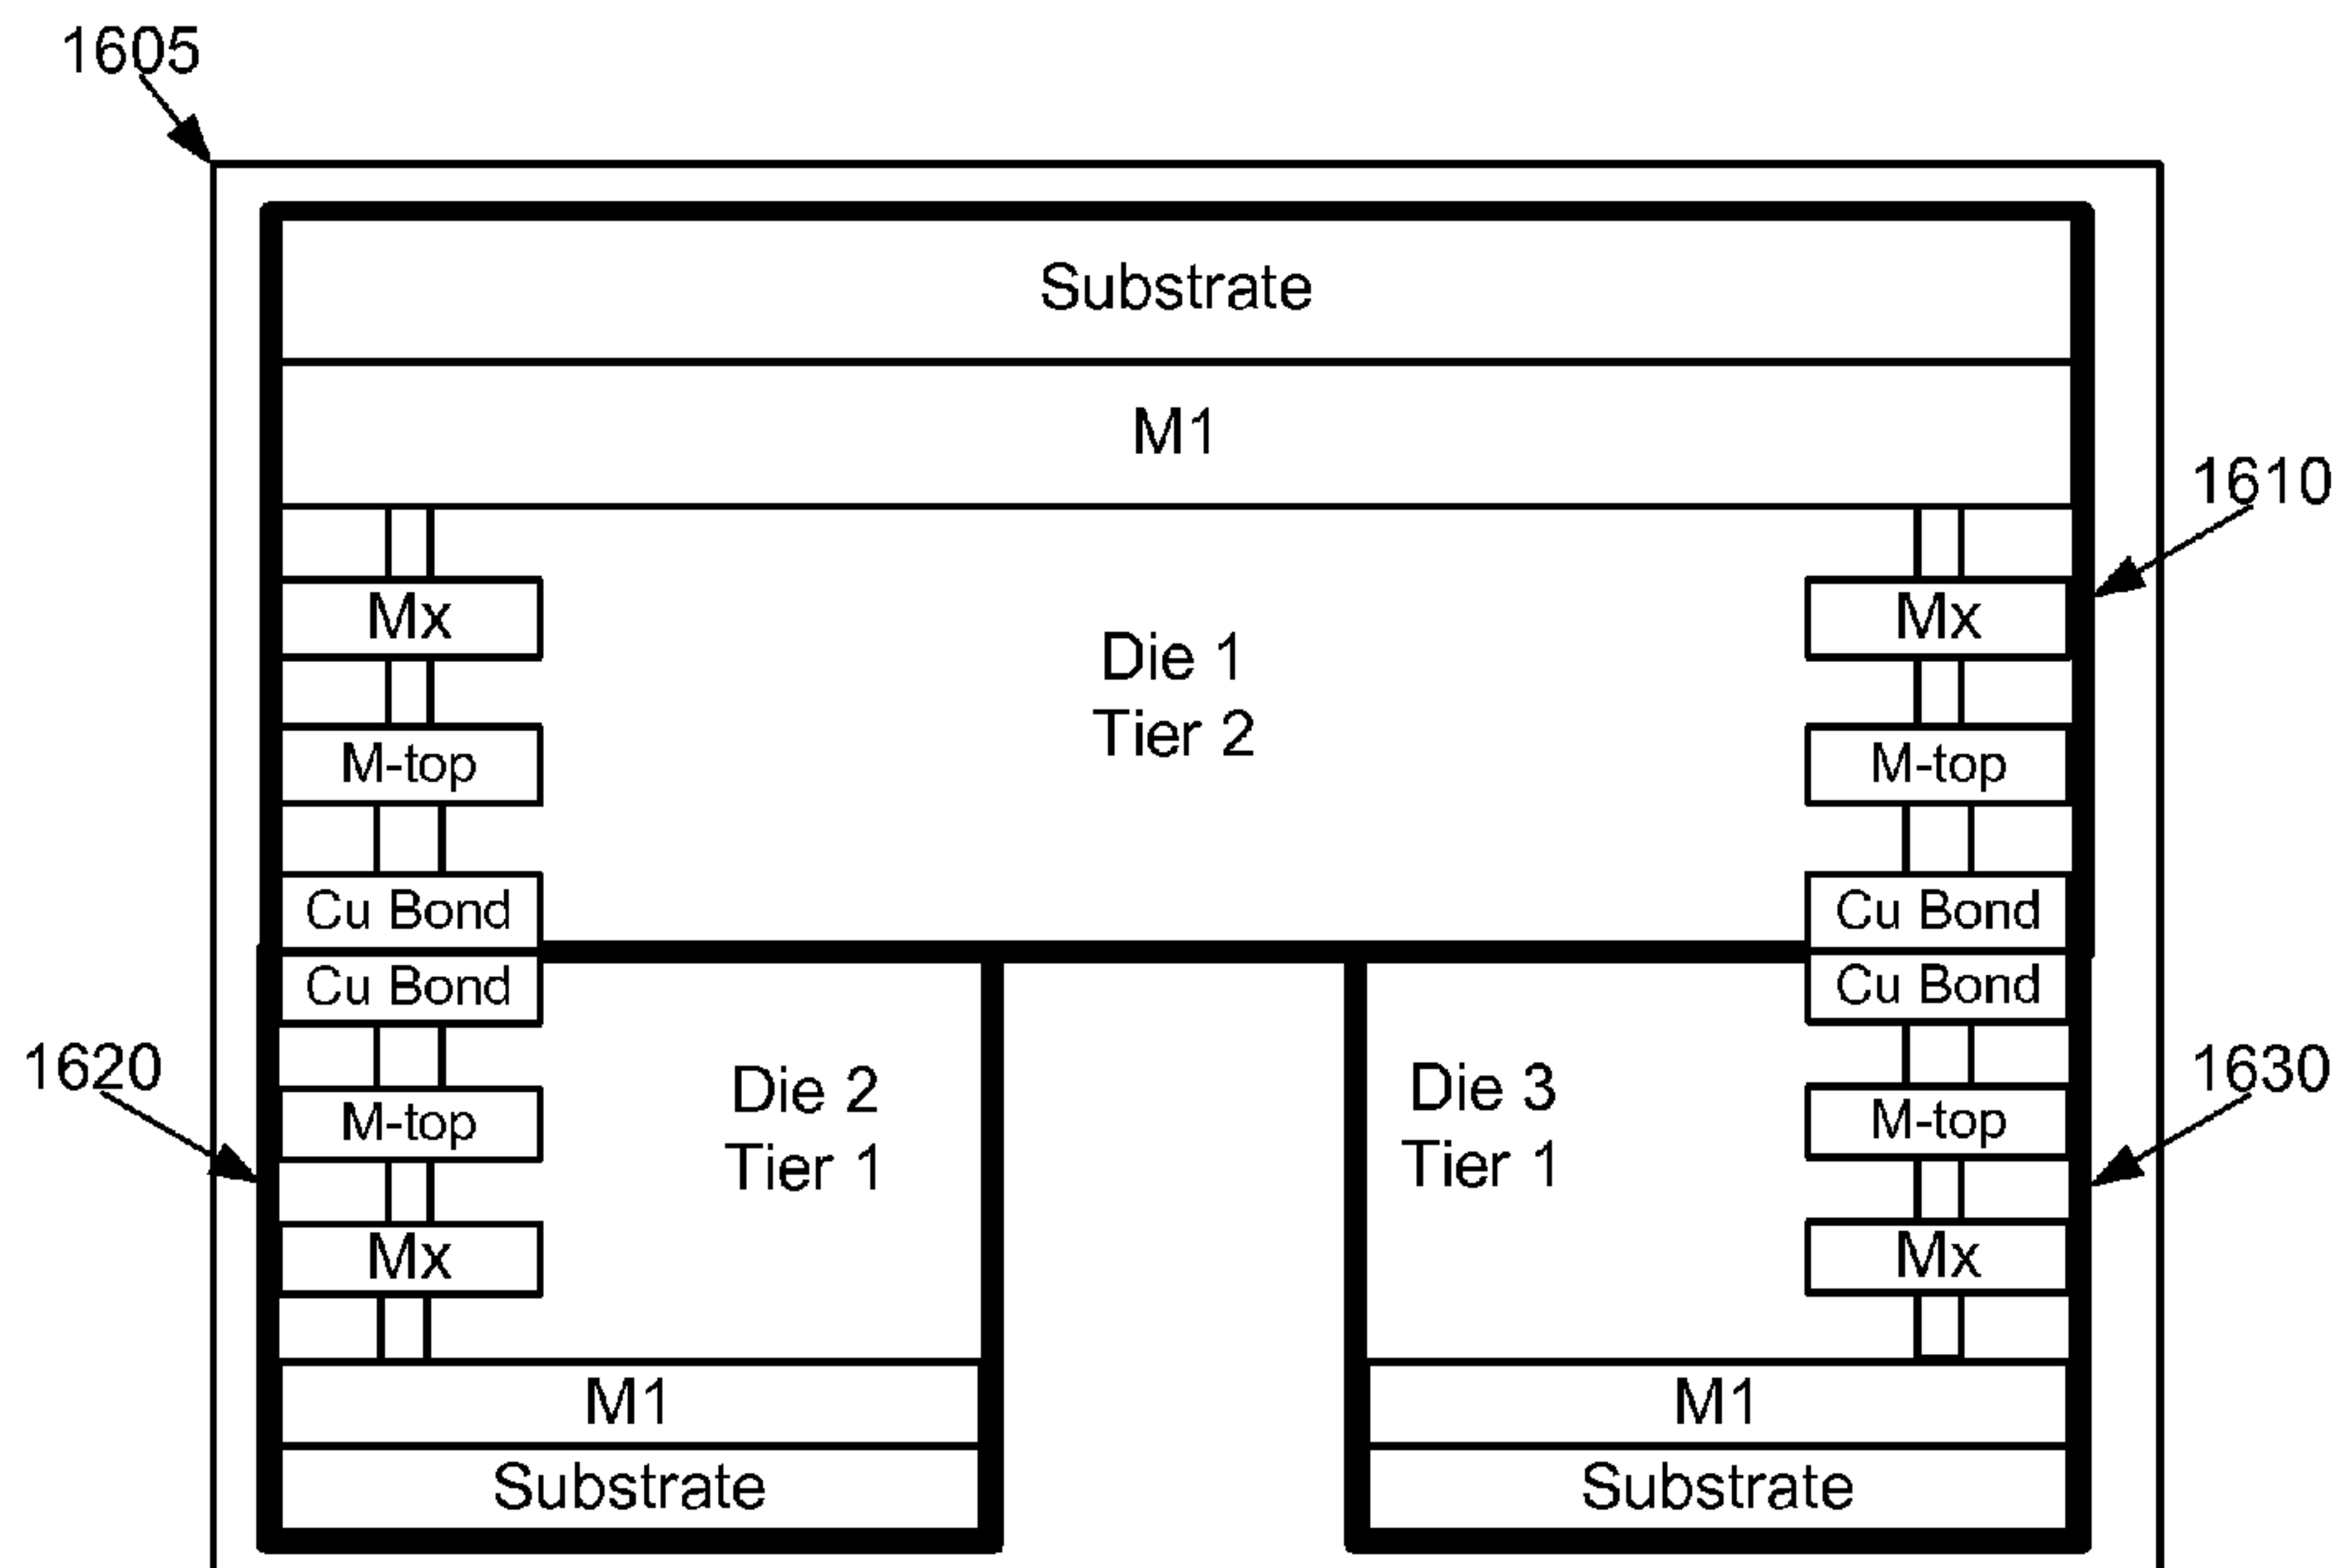 1605
Substrate
M1
1610
Mx
Mx
Die 1
Tier 2
M-top
M-top
Cu Bond
Cu Bond
Cu Bond
Cu Bond
1620
Die 2
Tier 1
Die 3
Tier 1
1630
M-top
M-top
Mx
Mx
M1
M1
Substrate
Substrate